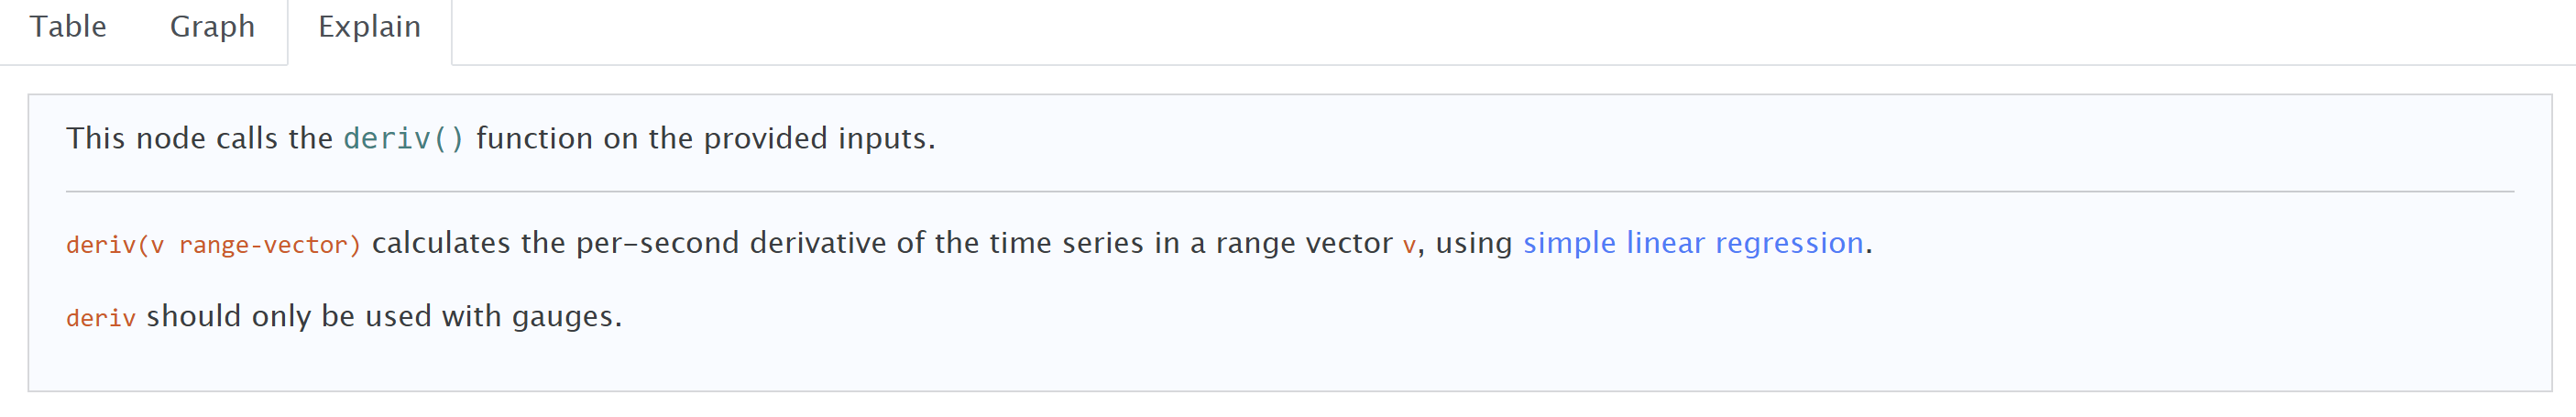 Table Graph Explain
This node calls the deriv() function on the provided inputs.
deriv(v range-vector) calculates the per-second derivative of the time series in a range vector v, using simple linear regression.
deriv should only be used with gauges.